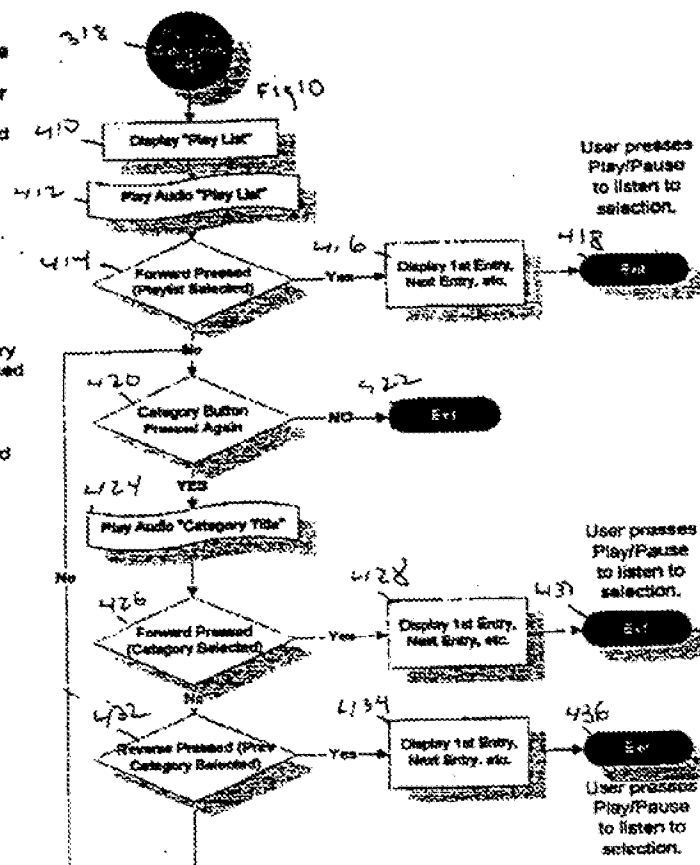 318
Fig 10
410
Display "Play List"
412
Play Audio "Play List"
User presses
Play/Pause
to listen to
selection.
414
Forward Pressed
(Playlist Selected)
Yes
416
Display 1st Entry,
Next Entry, etc.
418
Exit
No
420
Category Button
Pressed Again
NO
422
Exit
YES
424
Play Audio "Category Title"
No
User presses
Play/Pause
to listen to
selection.
426
Forward Pressed
(Category Selected)
Yes
428
Display 1st Entry,
Next Entry, etc.
Exit
No
432
Reverse Pressed (Prev
Category Selected)
Yes
434
Display 1st Entry,
Next Entry, etc.
436
Exit
User presses
Play/Pause
to listen to
selection.